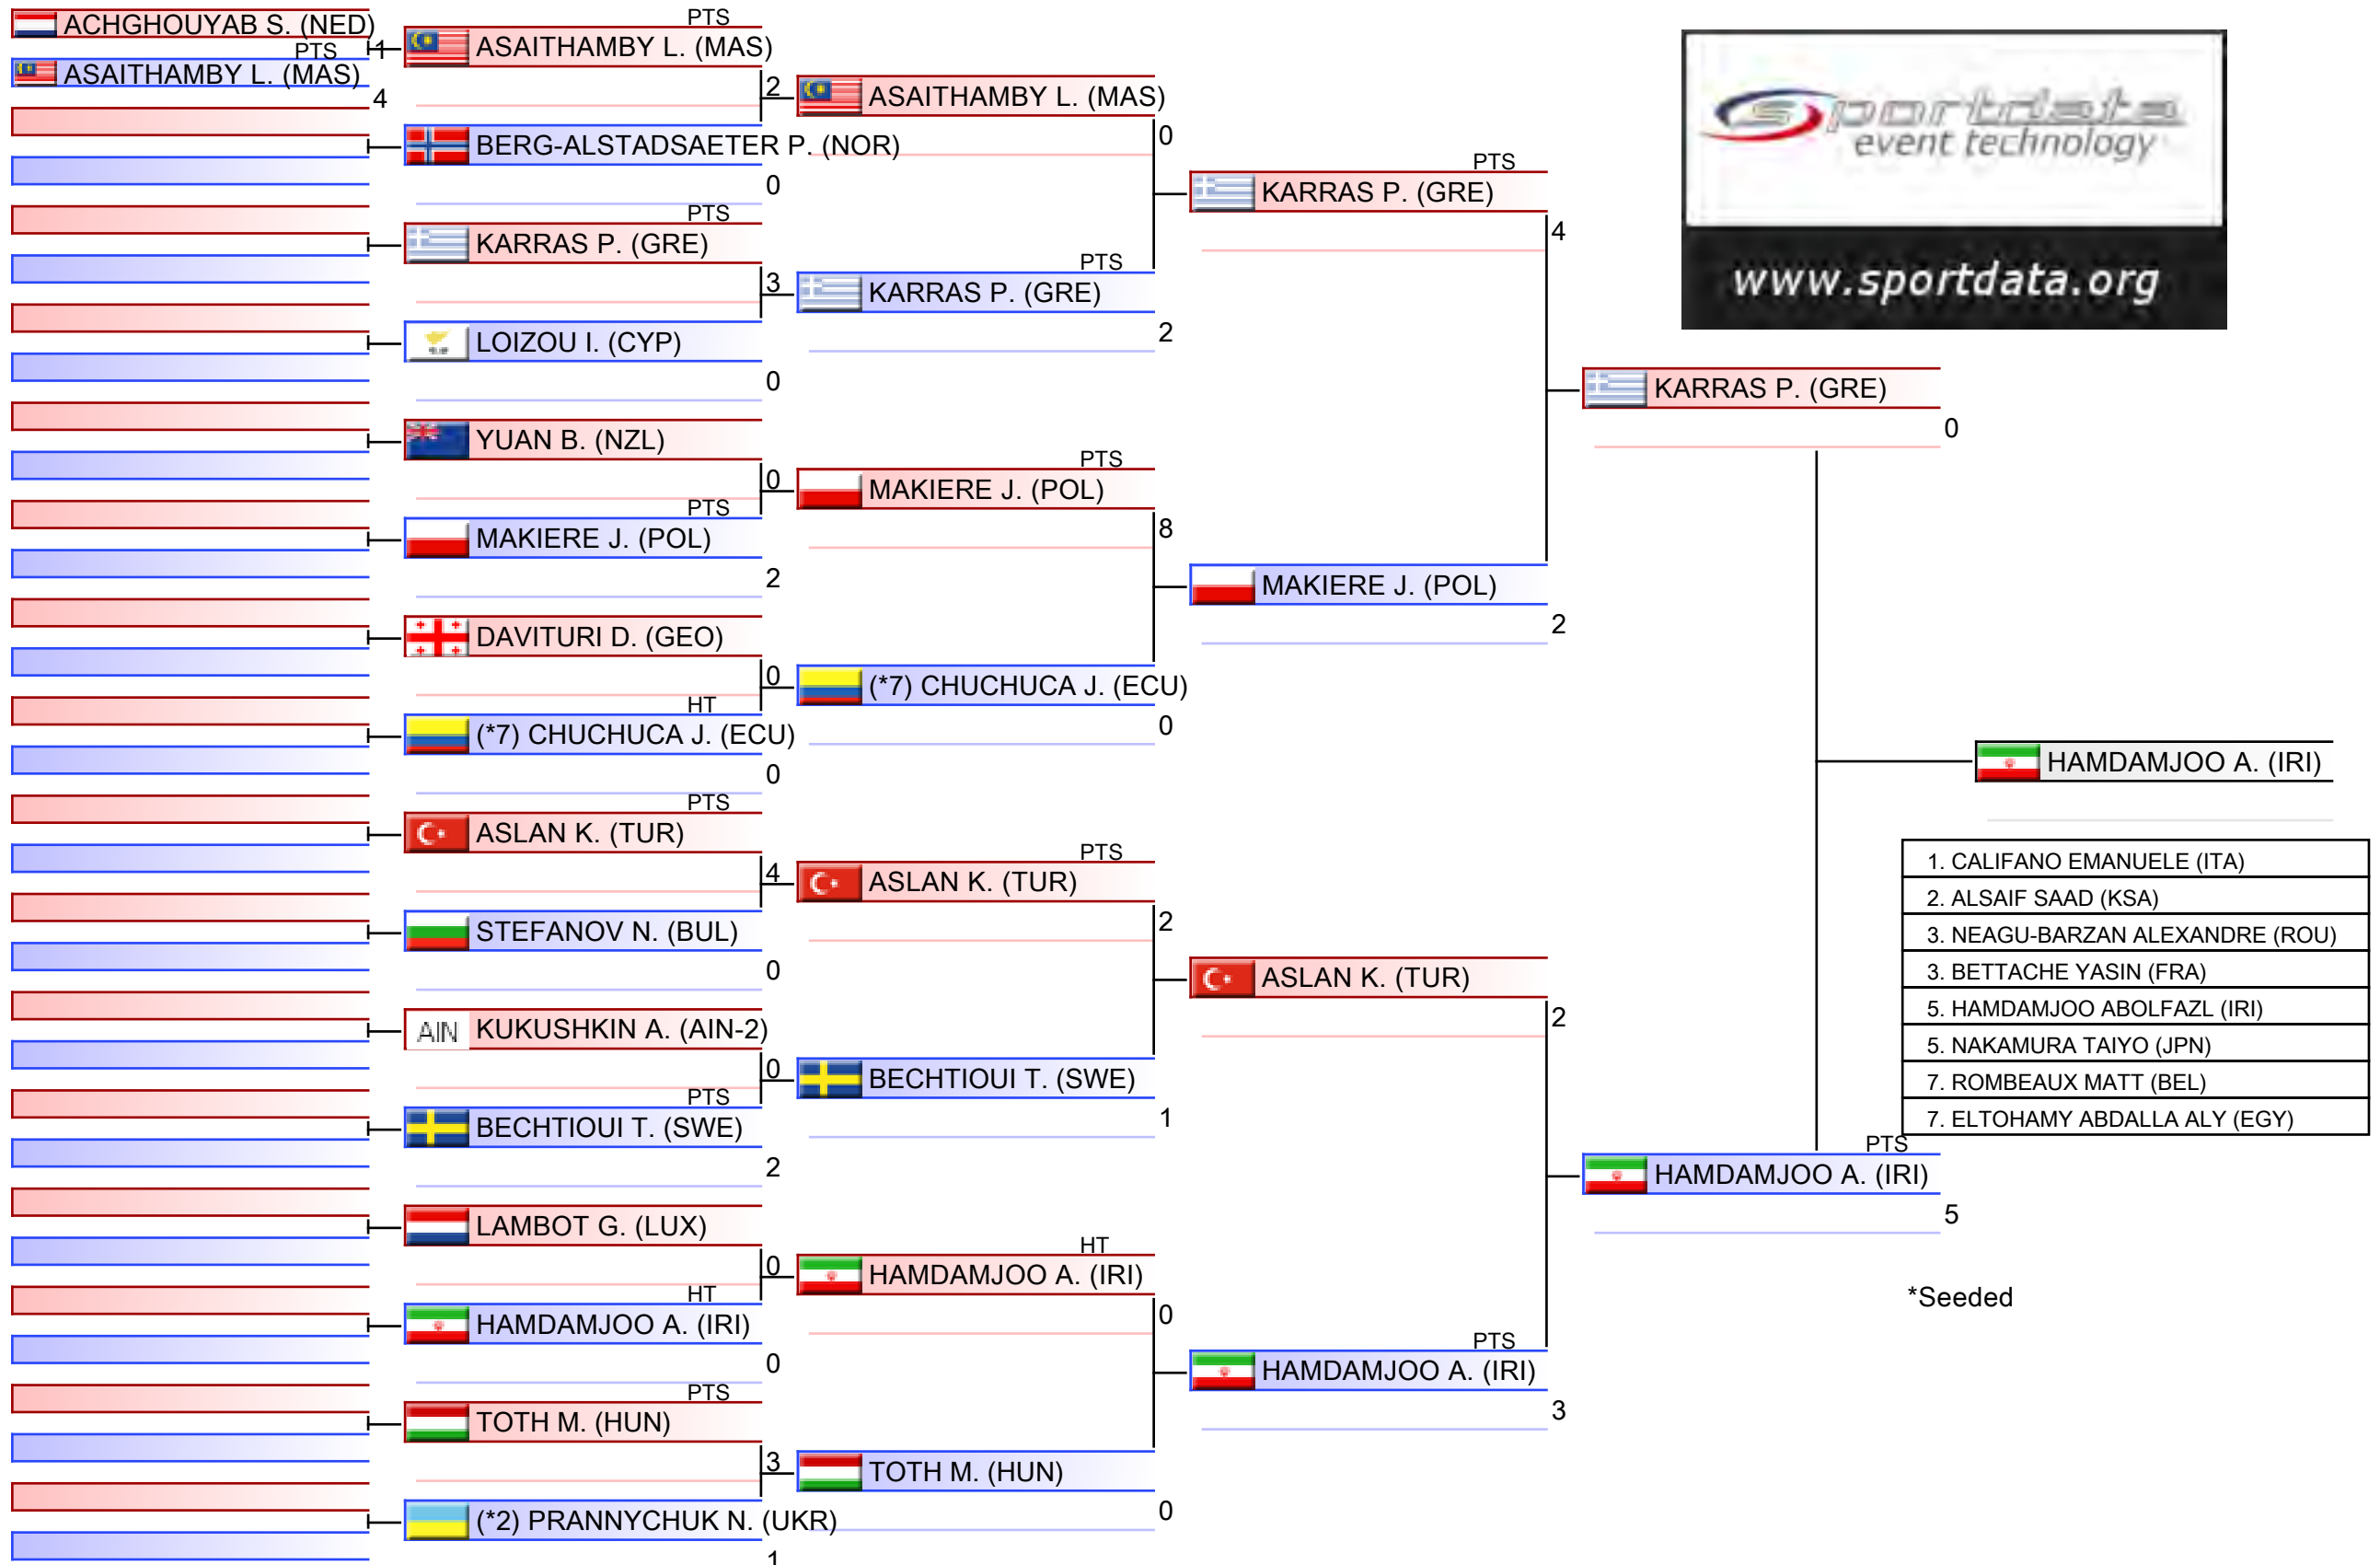 ACHGHOUYAB S. (NED)
PTS
1
ASAITHAMBY L. (MAS)
4
PTS
ASAITHAMBY L. (MAS)
2
BERG-ALSTADSAETER P. (NOR)
0
PTS
KARRAS P. (GRE)
3
LOIZOU I. (CYP)
0
YUAN B. (NZL)
0
PTS
MAKIERE J. (POL)
2
DAVITURI D. (GEO)
0
HT
(*7) CHUCHUCA J. (ECU)
0
PTS
ASLAN K. (TUR)
4
STEFANOV N. (BUL)
0
AIN KUKUSHKIN A. (AIN-2)
0
PTS
BECHTIOUI T. (SWE)
2
LAMBOT G. (LUX)
0
HT
HAMDAMJOO A. (IRI)
0
PTS
TOTH M. (HUN)
3
(*2) PRANNYCHUK N. (UKR)
1
ASAITHAMBY L. (MAS)
0
PTS
KARRAS P. (GRE)
2
PTS
MAKIERE J. (POL)
8
(*7) CHUCHUCA J. (ECU)
0
PTS
ASLAN K. (TUR)
2
BECHTIOUI T. (SWE)
1
HT
HAMDAMJOO A. (IRI)
0
TOTH M. (HUN)
0
PTS
KARRAS P. (GRE)
4
MAKIERE J. (POL)
2
ASLAN K. (TUR)
2
PTS
HAMDAMJOO A. (IRI)
3
KARRAS P. (GRE)
0
PTS
HAMDAMJOO A. (IRI)
5
HAMDAMJOO A. (IRI)
sportdata
event technology
www.sportdata.org
1. CALIFANO EMANUELE (ITA)
2. ALSAIF SAAD (KSA)
3. NEAGU-BARZAN ALEXANDRE (ROU)
3. BETTACHE YASIN (FRA)
5. HAMDAMJOO ABOLFAZL (IRI)
5. NAKAMURA TAIYO (JPN)
7. ROMBEAUX MATT (BEL)
7. ELTOHAMY ABDALLA ALY (EGY)
*Seeded